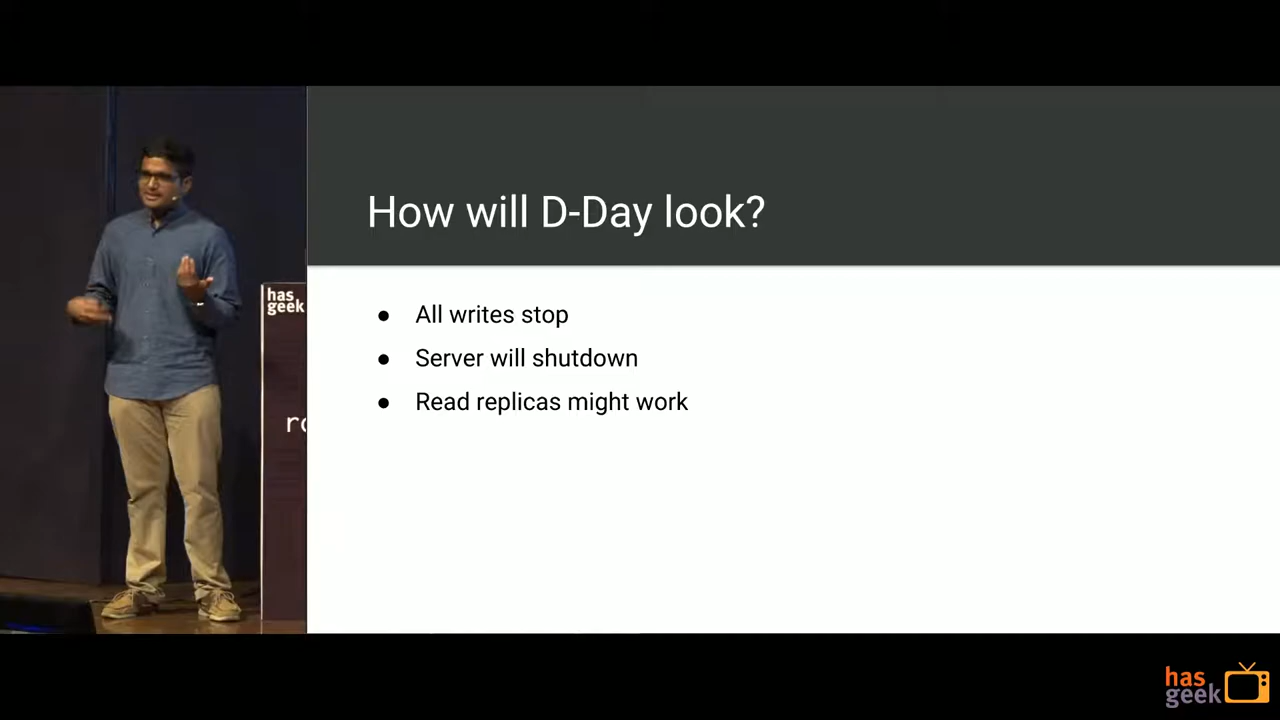 How will D-Day look?
All writes stop
Server will shutdown
Read replicas might work
has
geek
has
geek